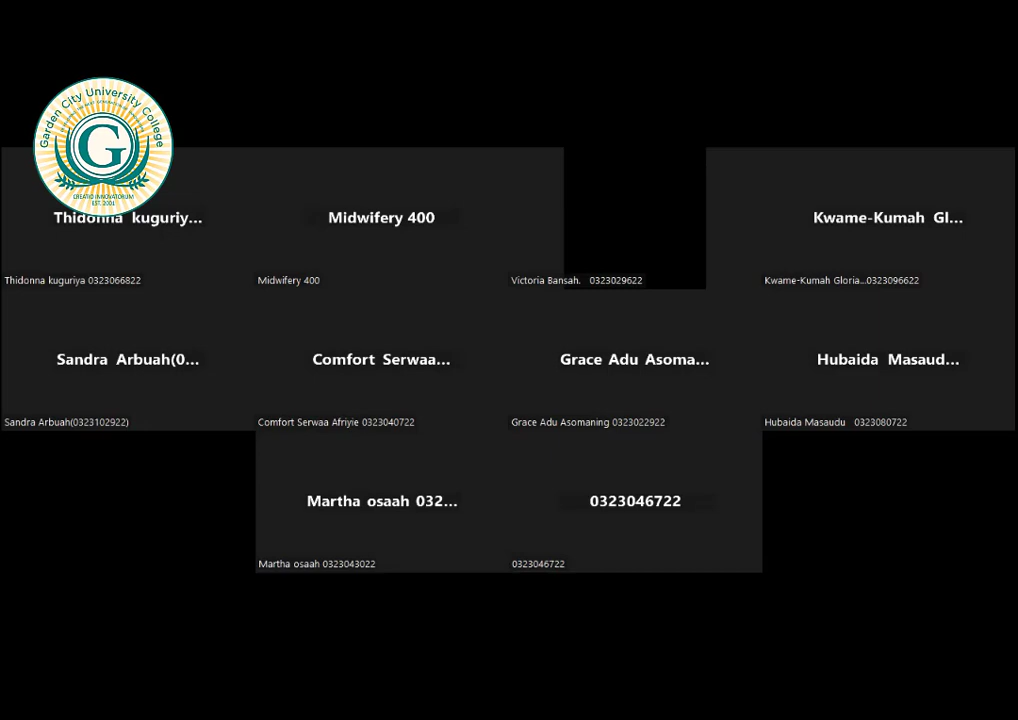 Garden City University College
G
CREATIO INNOVATORUM
EST. 2001
Thidonna kuguriy...
Midwifery 400
Kwame-Kumah Gl...
Thidonna kuguriya 0323066822
Midwifery 400
Victoria Bansah. 0323029622
Kwame-Kumah Gloria...0323096622
Sandra Arbuah(0...
Comfort Serwaa...
Grace Adu Asoma...
Hubaida Masaud...
Sandra Arbuah(0323102922)
Comfort Serwaa Afriyie 0323040722
Grace Adu Asomaning 0323022922
Hubaida Masaudu 0323080722
Martha osaah 032...
0323046722
Martha osaah 0323043022
0323046722